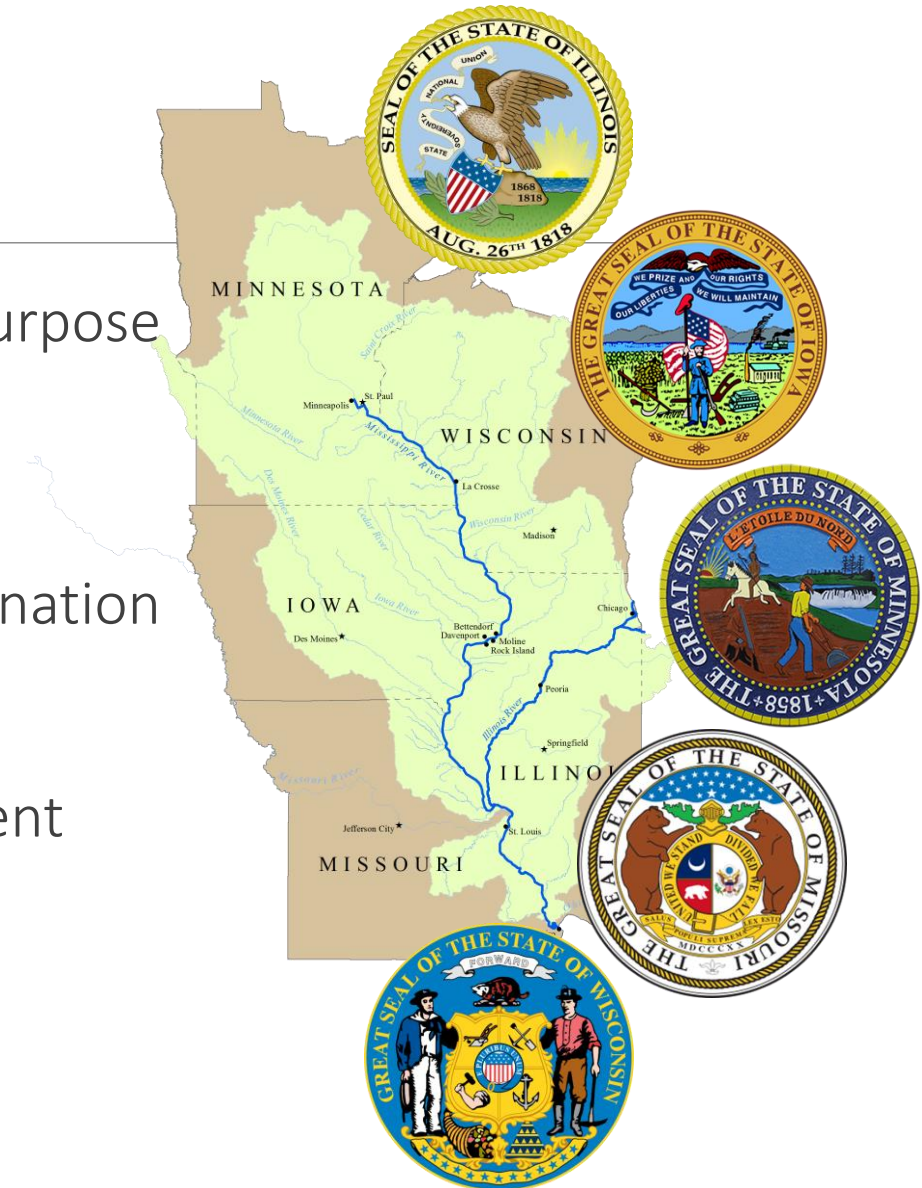 SEAL OF THE STATE OF ILLINOIS
NATIONAL UNION
STATE SOVEREIGNTY
1868
1818
AUG. 26TH 1818
urpose
nation
ent
MINNESOTA
Saint Croix River
Minneapolis
St. Paul
Minnesota River
Mississippi River
WISCONSIN
La Crosse
Des Moines River
Cedar River
Wisconsin River
Madison
IOWA
Iowa River
Chicago
Bettendorf
Davenport
Moline
Rock Island
Des Moines
Peoria
Illinois River
Springfield
ILLINOI
Missouri River
Jefferson City
St. Louis
MISSOURI
THE GREAT SEAL OF THE STATE OF IOWA
WE PRIZE AND OUR RIGHTS
OUR LIBERTIES WE WILL MAINTAIN
THE GREAT SEAL OF THE STATE OF MINNESOTA
L'ETOILE DU NORD
1858
THE GREAT SEAL OF THE STATE OF MISSOURI
UNITED WE STAND DIVIDED WE FALL
SALUS POPULI SUPREMA LEX ESTO
MDCCCXX
GREAT SEAL OF THE STATE OF WISCONSIN
FORWARD
E PLURIBUS UNUM